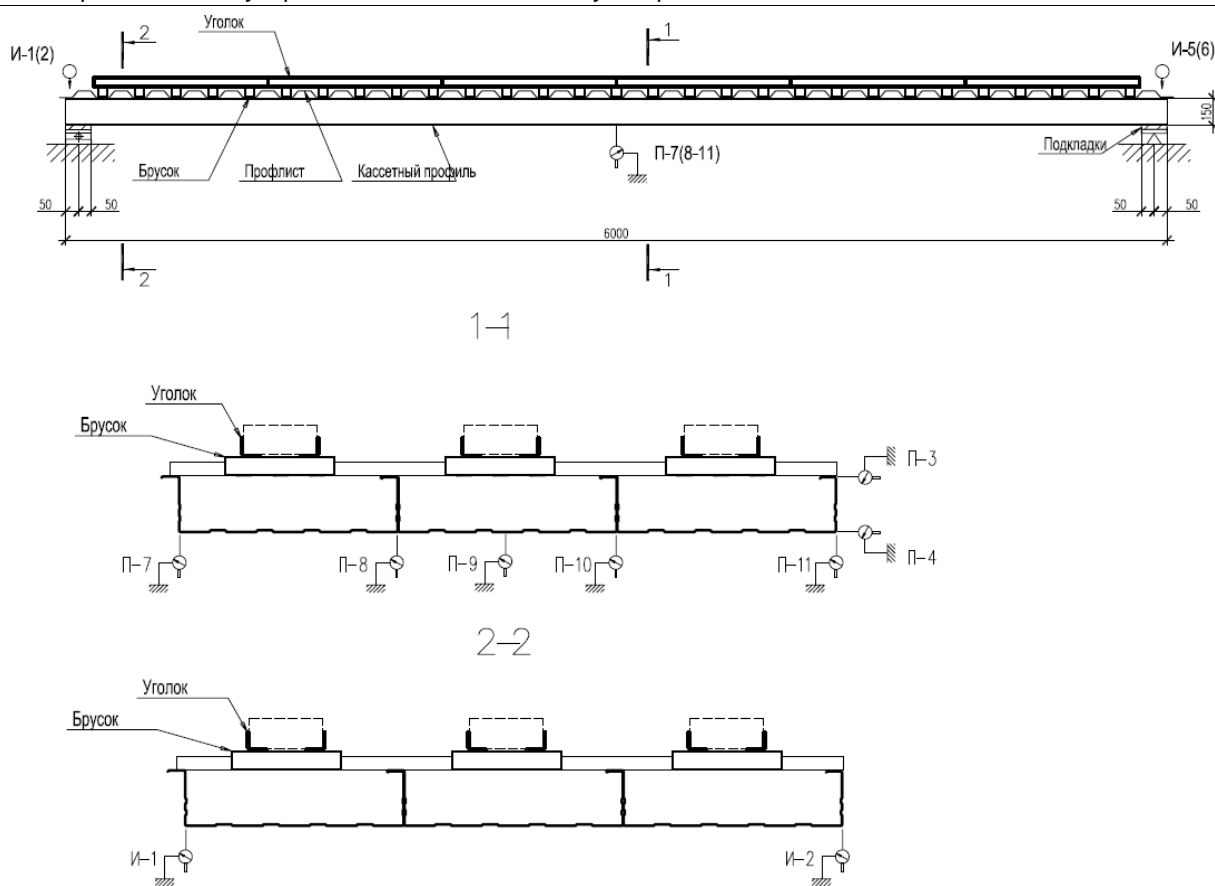 Уголок
2
1
И-1(2)
И-5(6)
150
П-7(8-11)
Подкладки
Брусок
Профлист
Кассетный профиль
50
50
50
50
6000
2
1
1-1
Уголок
Брусок
П-3
П-4
П-7
П-8
П-9
П-10
П-11
2-2
Уголок
Брусок
И-1
И-2